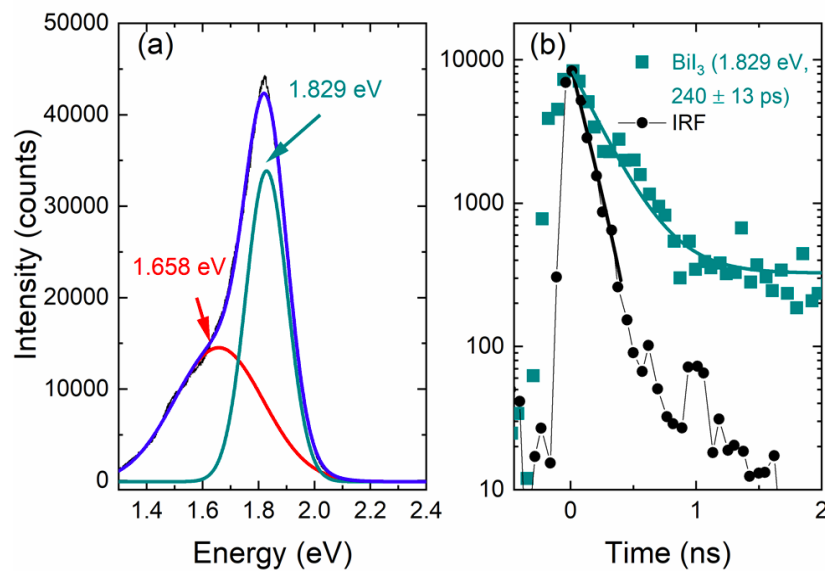 (a)
1.829 eV
1.658 eV
Intensity (counts)
50000
40000
30000
20000
10000
0
1.4 1.6 1.8 2.0 2.2 2.4
Energy (eV)
(b)
BiI₃ (1.829 eV,
240 ± 13 ps)
IRF
10000
1000
100
10
0 1 2
Time (ns)